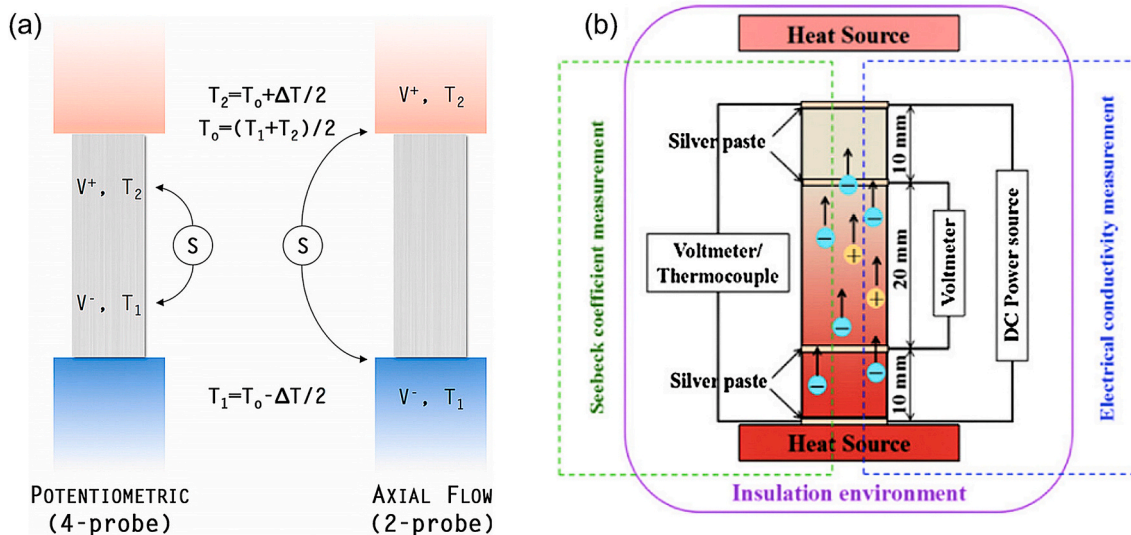 (a)
V⁺, T₂
V⁻, T₁
S
T₂=Tₒ+ΔT/2
Tₒ=(T₁+T₂)/2
S
T₁=Tₒ-ΔT/2
V⁺, T₂
V⁻, T₁
POTENTIOMETRIC
(4-probe)
AXIAL FLOW
(2-probe)
(b)
Heat Source
Seebeck coefficient measurement
Silver paste
Voltmeter/
Thermocouple
Silver paste
−
−
−
+
+
−
−
−
10 mm
20 mm
10 mm
Voltmeter
DC Power source
Electrical conductivity measurement
Heat Source
Insulation environment